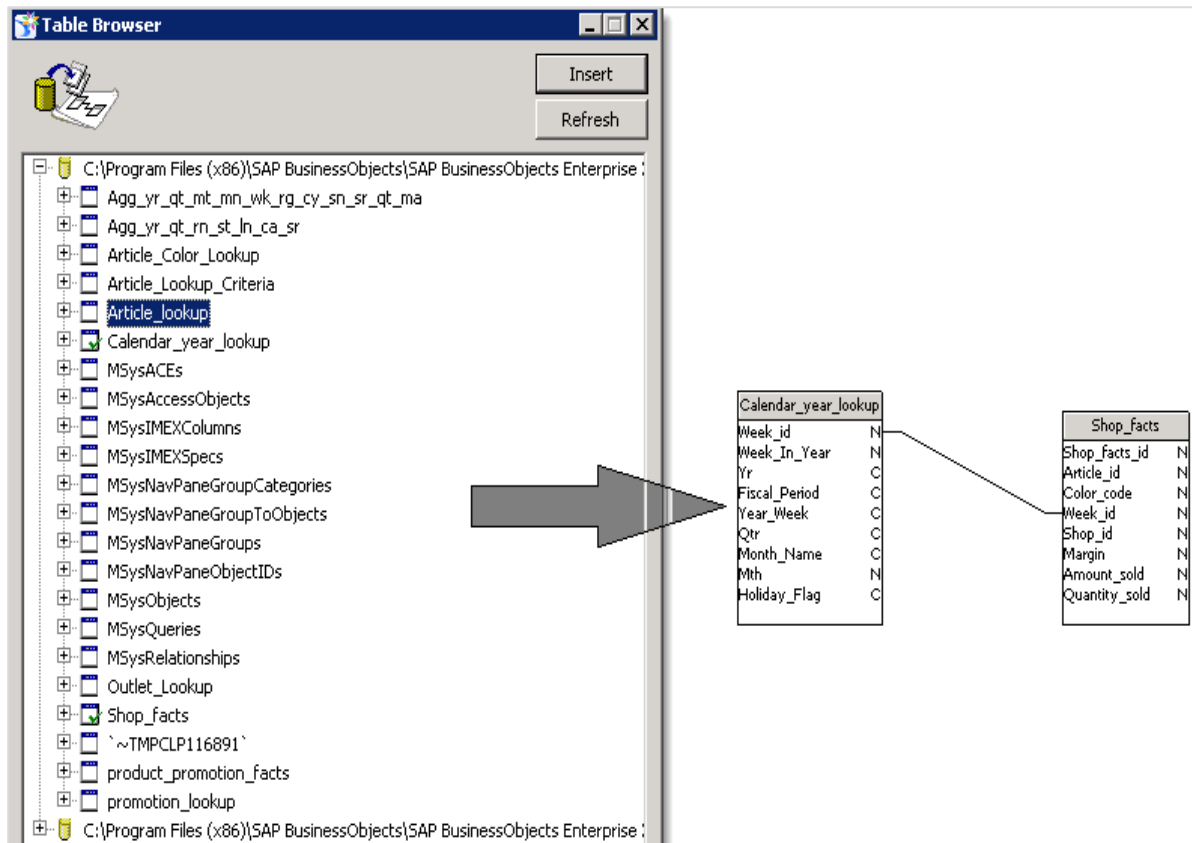 Table Browser
Insert
Refresh
C:\Program Files (x86)\SAP BusinessObjects\SAP BusinessObjects Enterprise
Agg_yr_qt_mt_mn_wk_rg_cy_sn_sr_qt_ma
Agg_yr_qt_rn_st_ln_ca_sr
Article_Color_Lookup
Article_Lookup_Criteria
Article_lookup
Calendar_year_lookup
MSysACEs
MSysAccessObjects
MSysIMEXColumns
MSysIMEXSpecs
MSysNavPaneGroupCategories
MSysNavPaneGroupToObjects
MSysNavPaneGroups
MSysNavPaneObjectIDs
MSysObjects
MSysQueries
MSysRelationships
Outlet_Lookup
Shop_facts
`~TMPCLP116891`
product_promotion_facts
promotion_lookup
C:\Program Files (x86)\SAP BusinessObjects\SAP BusinessObjects Enterprise
Calendar_year_lookup
Week_id N
Week_In_Year N
Yr C
Fiscal_Period C
Year_Week C
Qtr C
Month_Name C
Mth N
Holiday_Flag C
Shop_facts
Shop_facts_id N
Article_id N
Color_code N
Week_id N
Shop_id N
Margin N
Amount_sold N
Quantity_sold N